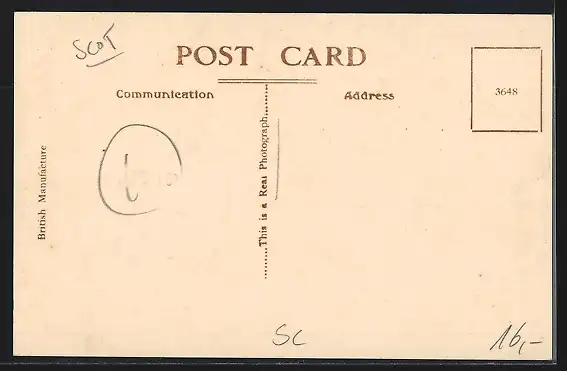 SCOT
POST CARD
Communication
Address
3648
British Manufacture
This is a Real Photograph
SC
16,-